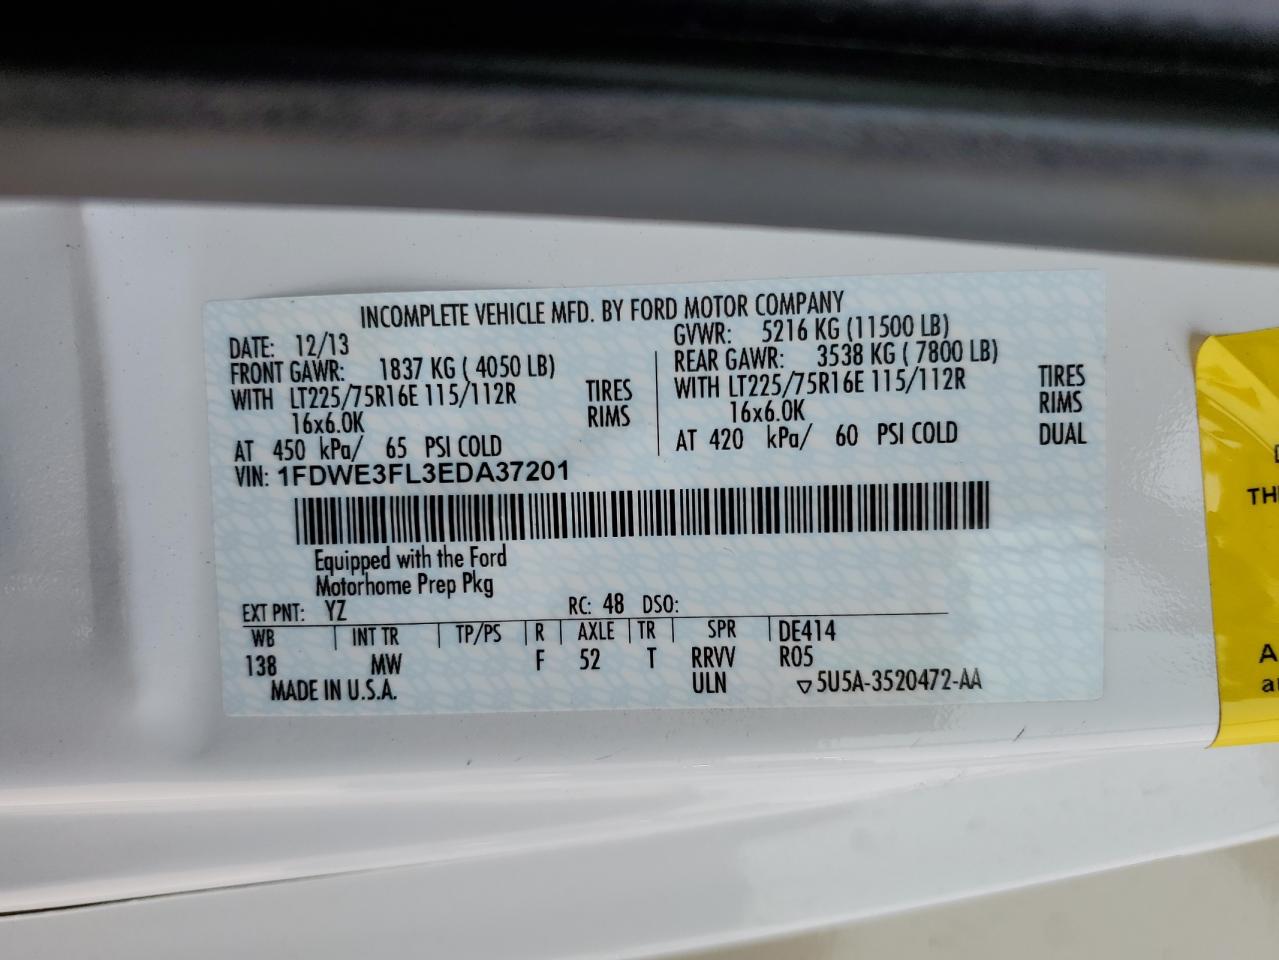 INCOMPLETE VEHICLE MFD. BY FORD MOTOR COMPANY
DATE: 12/13
GVWR: 5216 KG (11500 LB)
FRONT GAWR: 1837 KG ( 4050 LB)
REAR GAWR: 3538 KG ( 7800 LB)
WITH LT225/75R16E 115/112R TIRES
WITH LT225/75R16E 115/112R TIRES
16x6.0K RIMS
16x6.0K RIMS
AT 450 kPa/ 65 PSI COLD
AT 420 kPa/ 60 PSI COLD DUAL
VIN: 1FDWE3FL3EDA37201
Equipped with the Ford
Motorhome Prep Pkg
EXT PNT: YZ RC: 48 DSO:
WB INT TR TP/PS R AXLE TR SPR DE414
138 MW F 52 T RRVV R05
MADE IN U.S.A. ULN 5U5A-3520472-AA